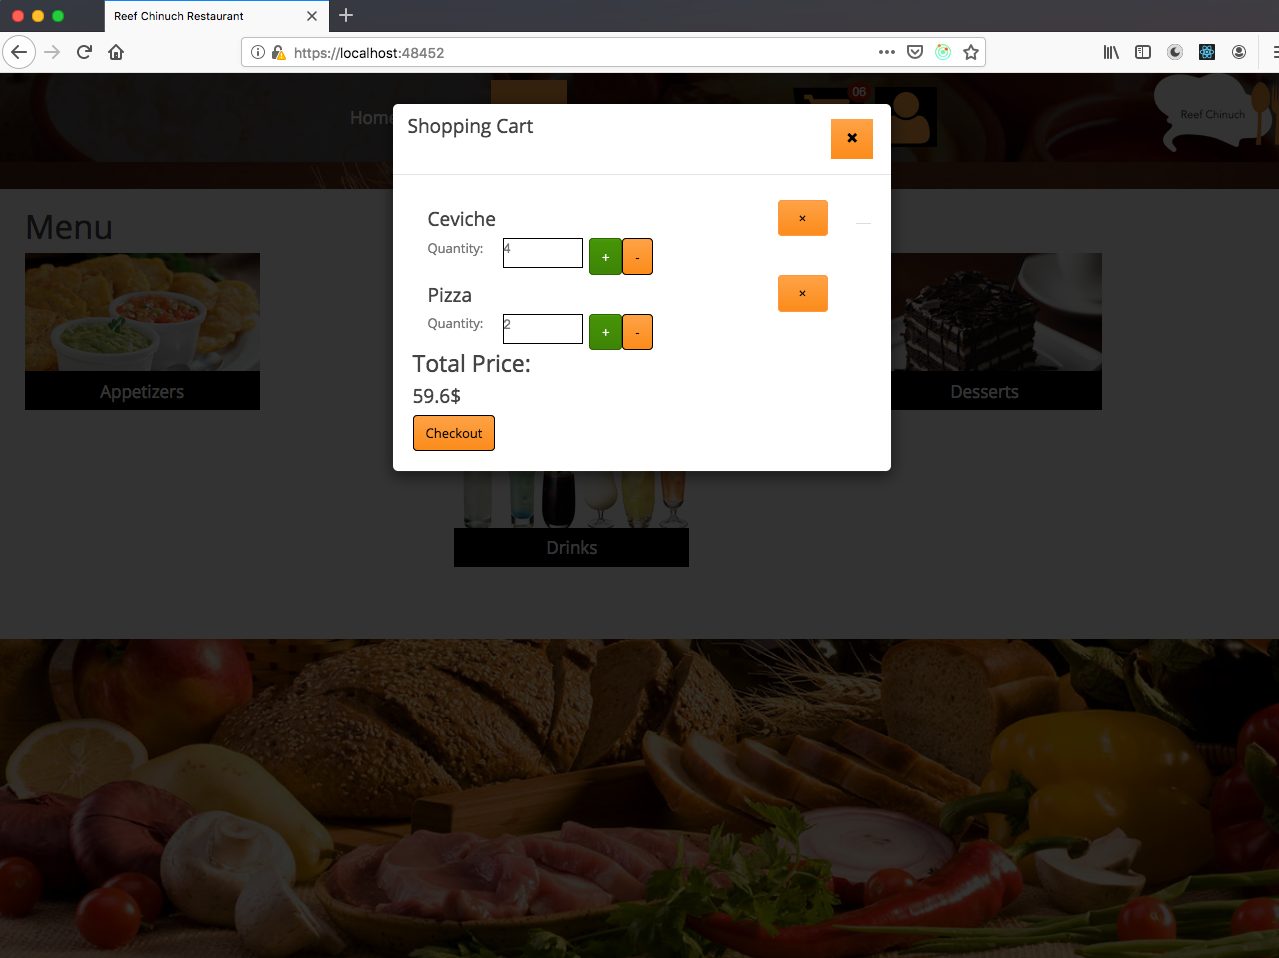 Reef Chinuch Restaurant
https://localhost:48452
Home
06
Reef Chinuch
Shopping Cart
×
Menu
Ceviche
×
Quantity: 4 + -
Pizza
×
Quantity: 2 + -
Total Price:
59.6$
Checkout
Appetizers
Desserts
Drinks